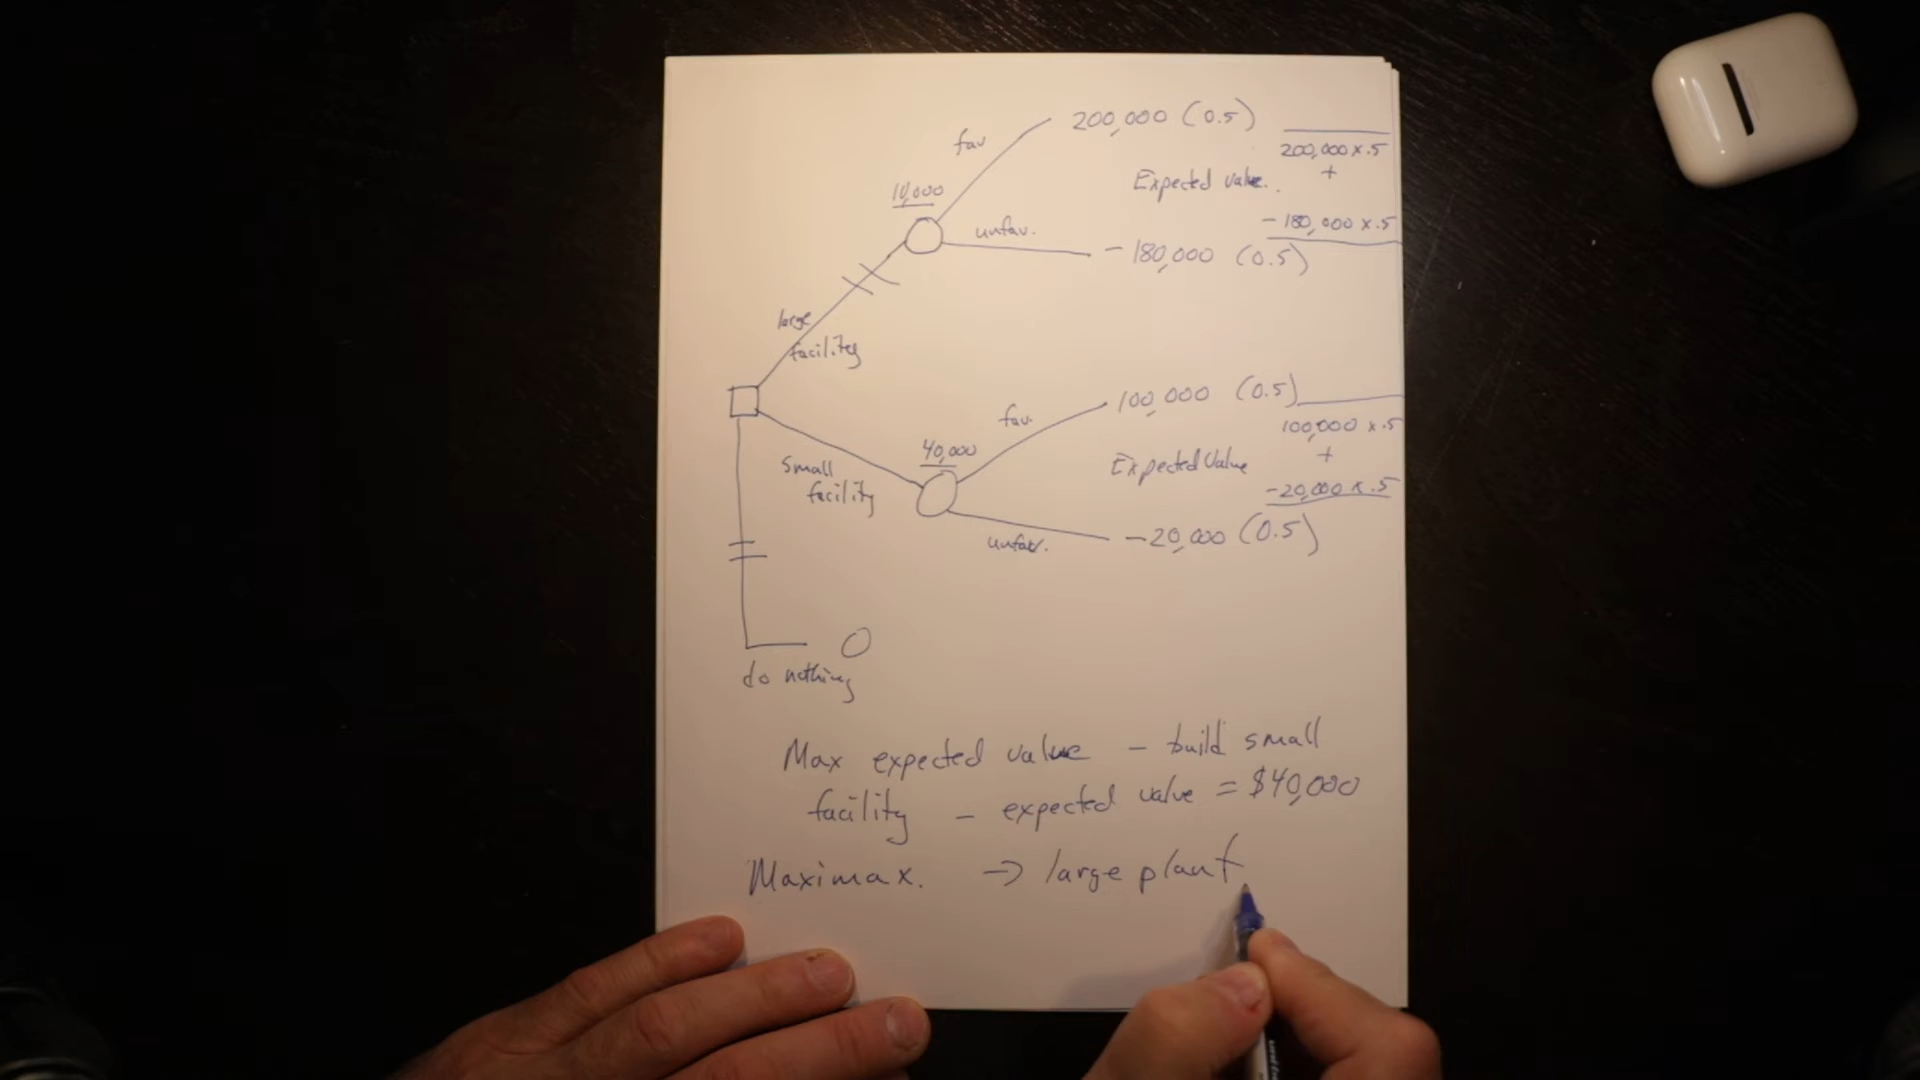 fav
200,000 (0.5)
200,000 x .5
+
-180,000 x .5
Expected value.
10,000
unfav.
-180,000 (0.5)
large
facility
100,000 (0.5)
100,000 x .5
+
-20,000 x .5
fav.
Expected Value
40,000
small
facility
unfav.
-20,000 (0.5)
0
do nothing
Max expected value - build small
facility - expected value = $40,000
Maximax. → large plant